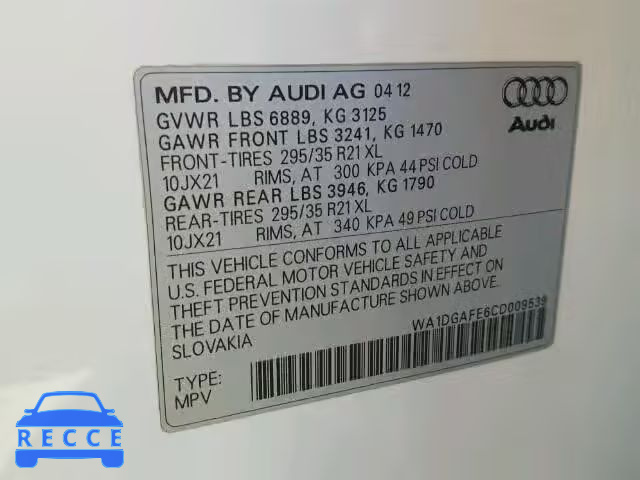 MFD. BY AUDI AG 04 12
GVWR LBS 6889, KG 3125
GAWR FRONT LBS 3241, KG 1470
FRONT-TIRES 295/35 R21 XL
10JX21 RIMS, AT 300 KPA 44 PSI COLD
GAWR REAR LBS 3946, KG 1790
REAR-TIRES 295/35 R21 XL
10JX21 RIMS, AT 340 KPA 49 PSI COLD
Audi
THIS VEHICLE CONFORMS TO ALL APPLICABLE
U.S. FEDERAL MOTOR VEHICLE SAFETY AND
THEFT PREVENTION STANDARDS IN EFFECT ON
THE DATE OF MANUFACTURE SHOWN ABOVE.
SLOVAKIA
WA1DGAFE6CD009539
TYPE:
MPV
RECCE